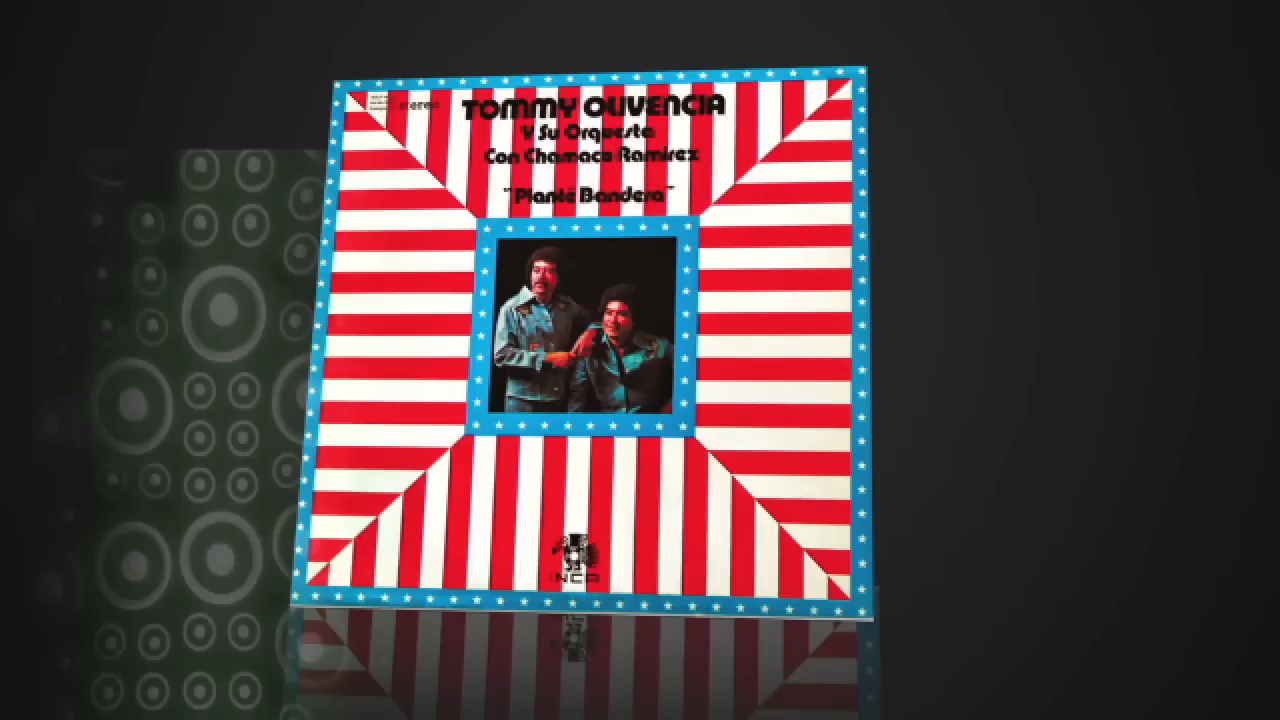 stereo
TOMMY OLIVENCIA
Y Su Orquesta
Con Chamaco Ramirez
"Planté Bandera"
INCA